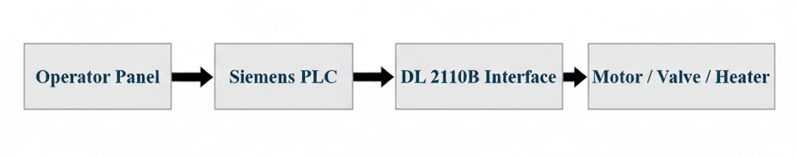 Operator Panel
Siemens PLC
DL 2110B Interface
Motor / Valve / Heater